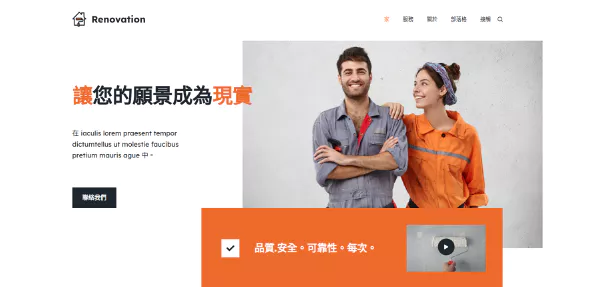 Renovation
家 服務 關於 部落格 接觸
讓您的願景成為現實
在 iaculis lorem praesent tempor
dictumtellus ut molestie faucibus
pretium mauris ague 中。
聯絡我們
品質.安全。可靠性。每次。